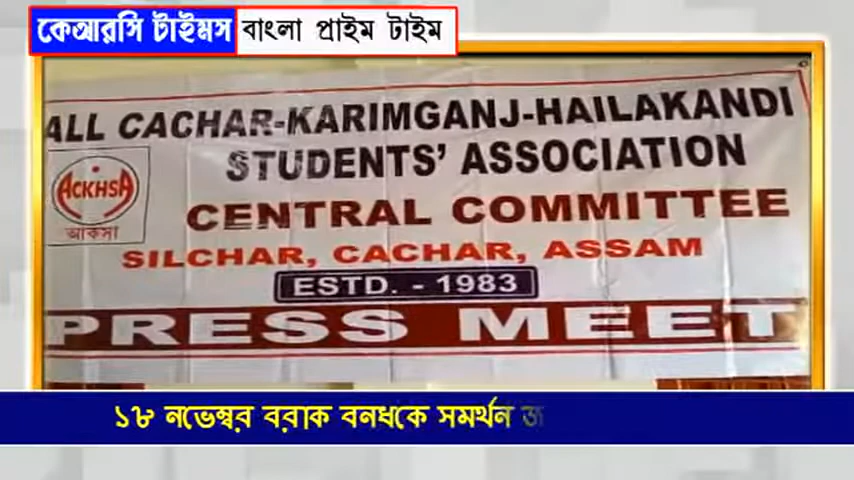 কেআরসি টাইমস বাংলা প্রাইম টাইম
ALL CACHAR-KARIMGANJ-HAILAKANDI
STUDENTS' ASSOCIATION
ACKHSA
আকসা
CENTRAL COMMITTEE
SILCHAR, CACHAR, ASSAM
ESTD. - 1983
PRESS MEET
১৮ নভেম্বর বরাক বনধকে সমর্থন